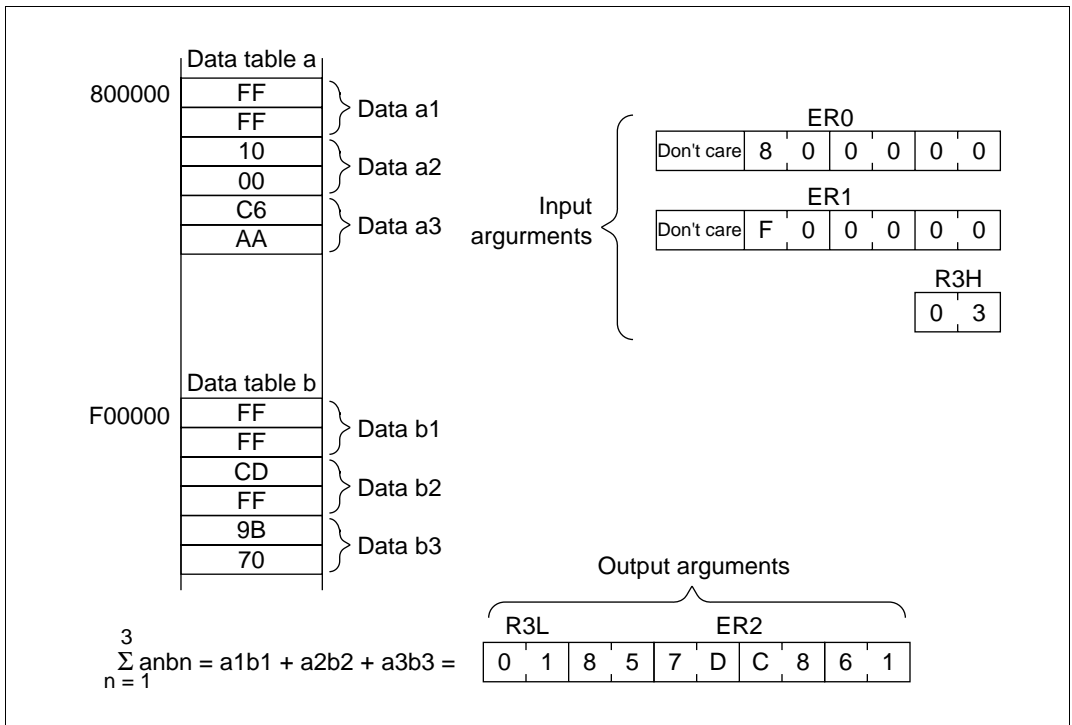 Data table a
800000
FF
FF
Data a1
10
00
Data a2
C6
AA
Data a3
Data table b
F00000
FF
FF
Data b1
CD
FF
Data b2
9B
70
Data b3
Input
argurments
ER0
Don't care 8 0 0 0 0 0
ER1
Don't care F 0 0 0 0 0
R3H
0 3
Output arguments
R3L ER2
3
Σ anbn = a1b1 + a2b2 + a3b3 = 0 1 8 5 7 D C 8 6 1
n = 1